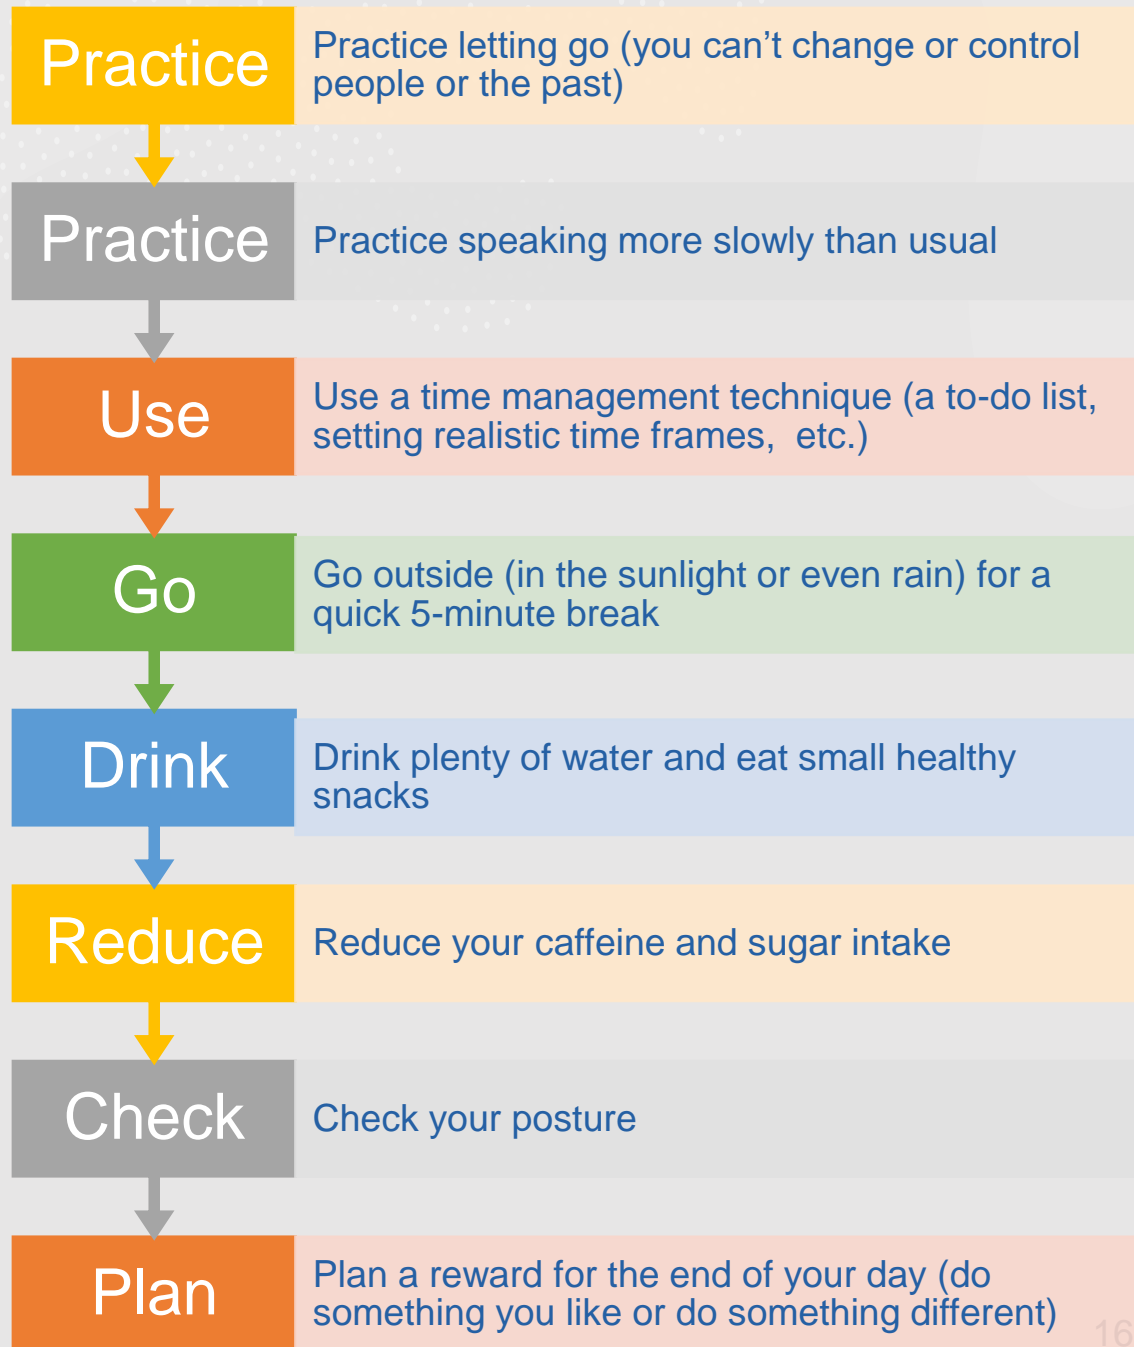 Practice
Practice letting go (you can’t change or control
people or the past)
Practice
Practice speaking more slowly than usual
Use
Use a time management technique (a to-do list,
setting realistic time frames,  etc.)
Go
Go outside (in the sunlight or even rain) for a
quick 5-minute break
Drink
Drink plenty of water and eat small healthy
snacks
Reduce
Reduce your caffeine and sugar intake
Check
Check your posture
Plan
Plan a reward for the end of your day (do
something you like or do something different)
16